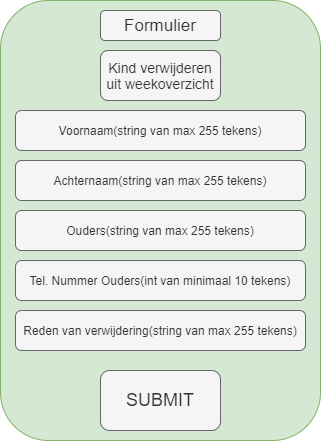 Formulier
Kind verwijderen
uit weekoverzicht
Voornaam(string van max 255 tekens)
Achternaam(string van max 255 tekens)
Ouders(string van max 255 tekens)
Tel. Nummer Ouders(int van minimaal 10 tekens)
Reden van verwijdering(string van max 255 tekens)
SUBMIT